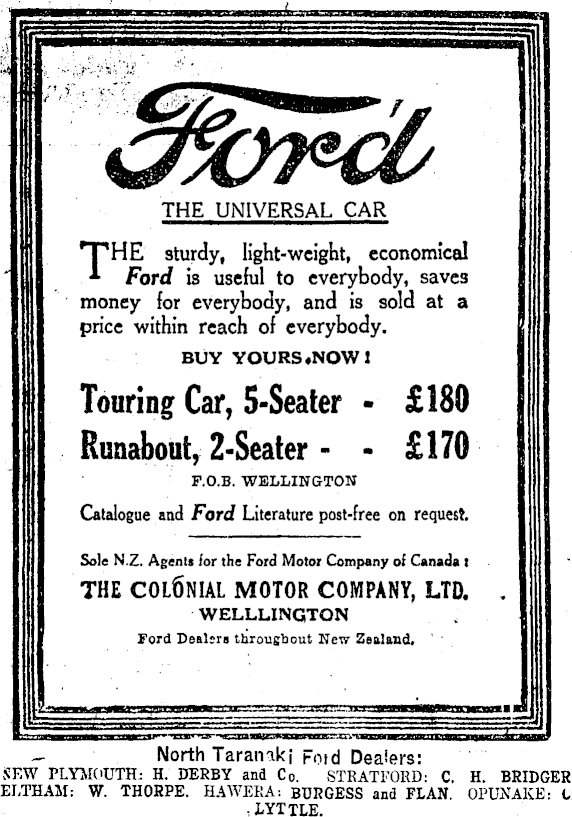 Ford
THE UNIVERSAL CAR
THE sturdy, light-weight, economical
Ford is useful to everybody, saves
money for everybody, and is sold at a
price within reach of everybody.
BUY YOURS NOW!
Touring Car, 5-Seater - £180
Runabout, 2-Seater - - £170
F.O.B. WELLINGTON
Catalogue and Ford Literature post-free on request.
Sole N.Z. Agents for the Ford Motor Company of Canada:
THE COLONIAL MOTOR COMPANY, LTD.
WELLLINGTON
Ford Dealers throughout New Zealand.
North Taranaki Ford Dealers:
NEW PLYMOUTH: H. DERBY and Co. STRATFORD: C. H. BRIDGER
ELTHAM: W. THORPE. HAWERA: BURGESS and FLAN. OPUNAKE:
LYTTLE.